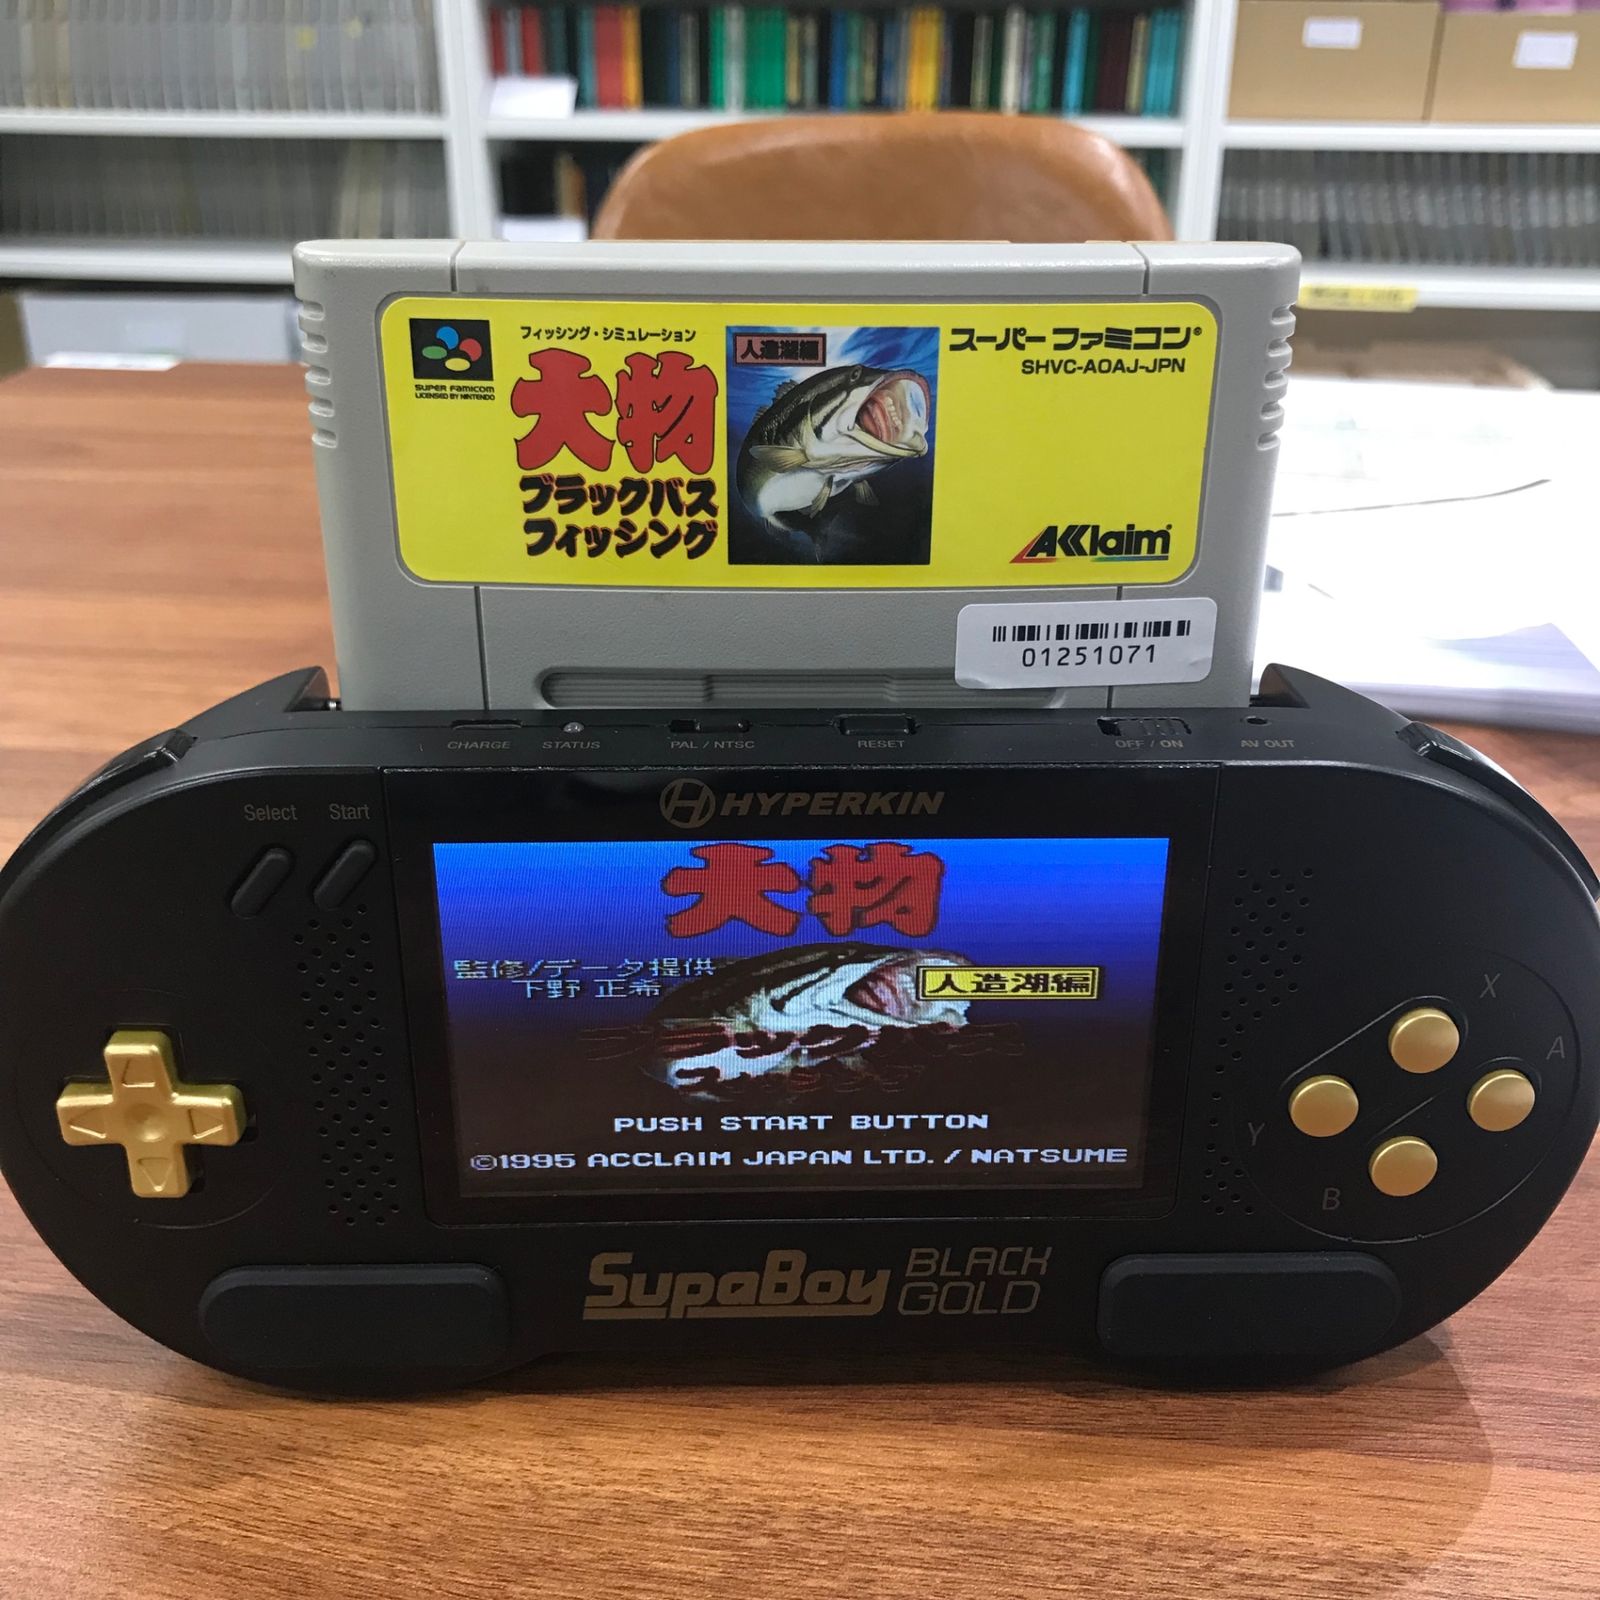 SUPER FAMICOM
LICENSED BY NINTENDO
フィッシング・シミュレーション
大物
ブラックバス
フィッシング
人造湖編
スーパーファミコン®
SHVC-AOAJ-JPN
AKklaim
01251071
CHARGE
STATUS
PAL / NTSC
RESET
OFF / ON
AV OUT
Select
Start
HYPERKIN
大物
監修/データ提供
下野 正希
人造湖編
PUSH START BUTTON
©1995 ACCLAIM JAPAN LTD. / NATSUME
X
A
Y
B
SupaBoy
BLACK
GOLD